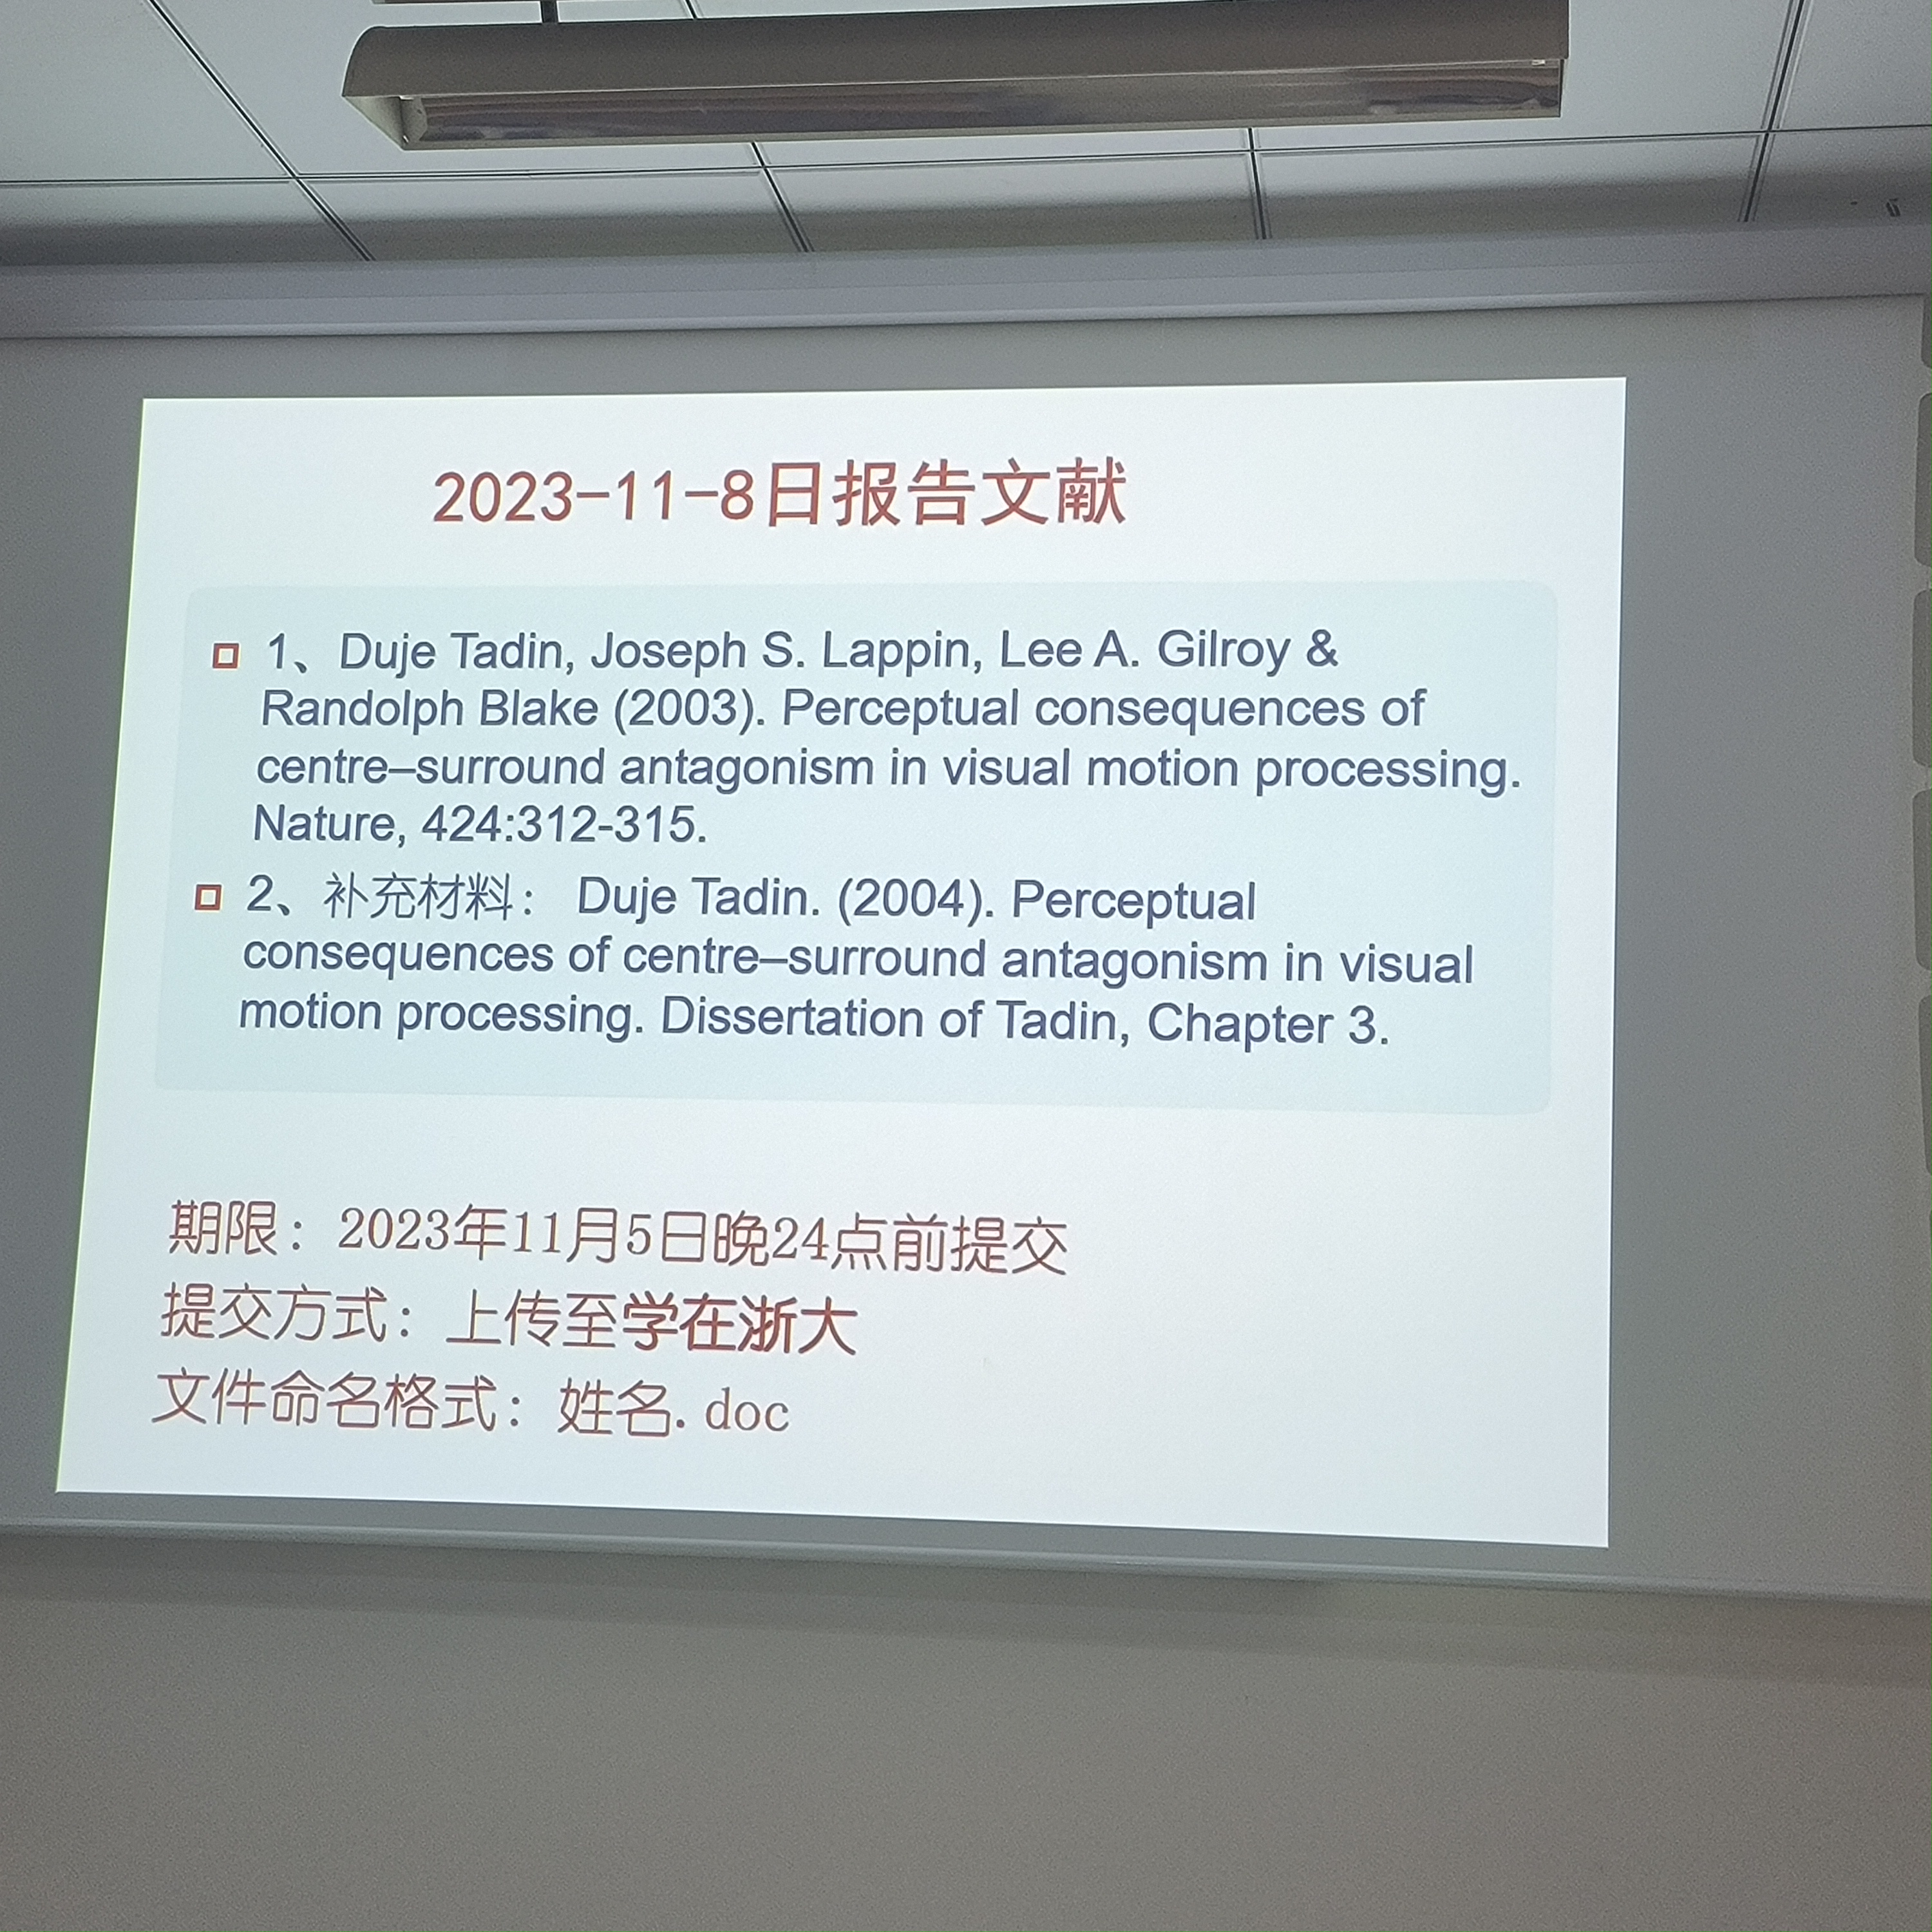 2023-11-8日报告文献
1、Duje Tadin, Joseph S. Lappin, Lee A. Gilroy &
Randolph Blake (2003). Perceptual consequences of
centre–surround antagonism in visual motion processing.
Nature, 424:312-315.
2、补充材料： Duje Tadin. (2004). Perceptual
consequences of centre–surround antagonism in visual
motion processing. Dissertation of Tadin, Chapter 3.
期限：2023年11月5日晚24点前提交
提交方式：上传至学在浙大
文件命名格式：姓名.doc